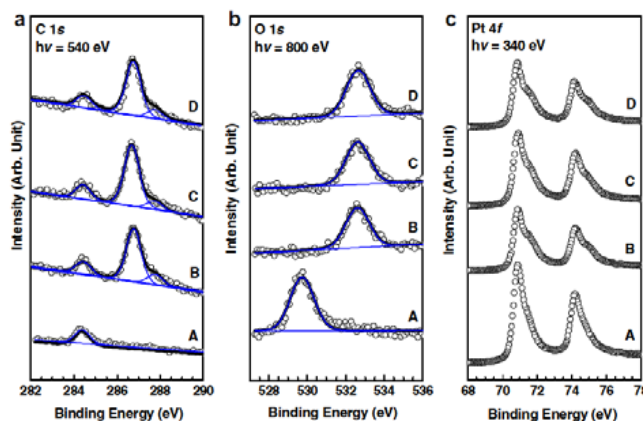 a
C 1s
hν = 540 eV
D
C
B
A
Intensity (Arb. Unit)
282 284 286 288 290
Binding Energy (eV)
b
O 1s
hν = 800 eV
D
C
B
A
Intensity (Arb. Unit)
528 530 532 534 536
Binding Energy (eV)
c
Pt 4f
hν = 340 eV
D
C
B
A
Intensity (Arb. Unit)
68 70 72 74 76 78
Binding Energy (eV)